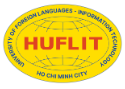 UNIVERSITY OF FOREIGN LANGUAGES - INFORMATION TECHNOLOGY
HUFLIT
HO CHI MINH CITY